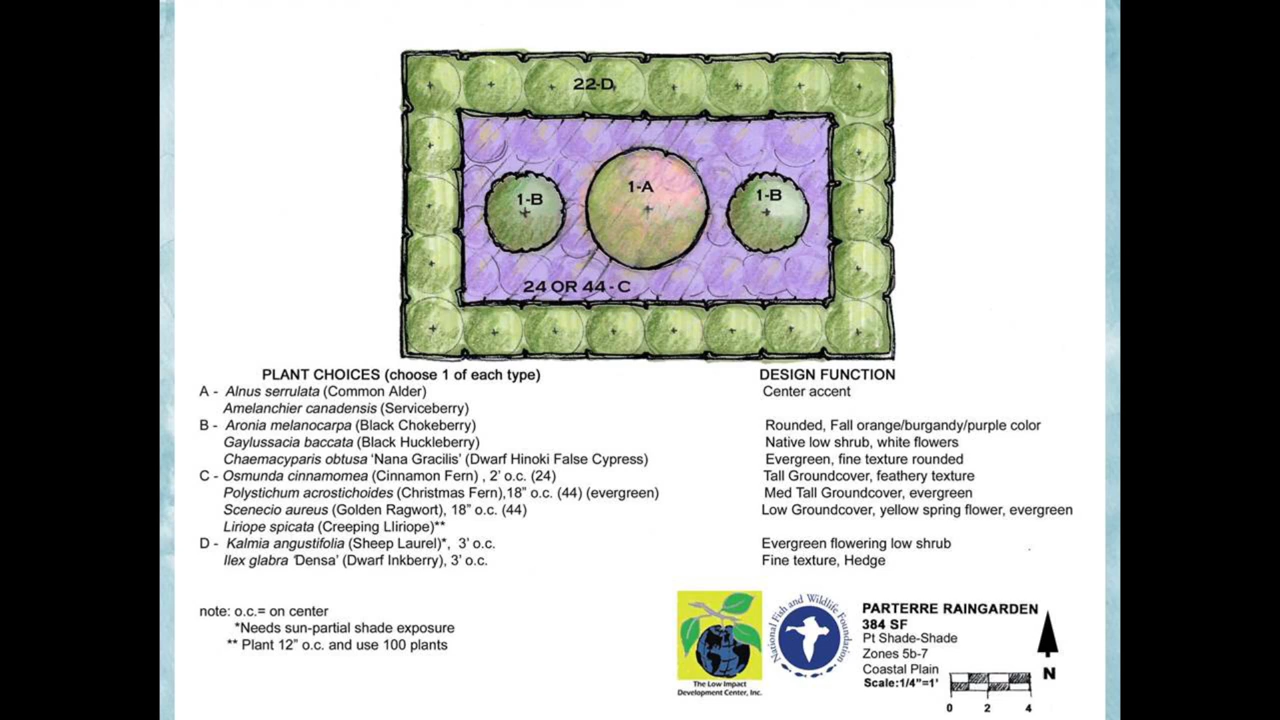 22-D
1-A
1-B
1-B
24 OR 44 - C
PLANT CHOICES (choose 1 of each type) DESIGN FUNCTION
A - Alnus serrulata (Common Alder) Center accent
Amelanchier canadensis (Serviceberry)
B - Aronia melanocarpa (Black Chokeberry) Rounded, Fall orange/burgandy/purple color
Gaylussacia baccata (Black Huckleberry) Native low shrub, white flowers
Chaemacyparis obtusa ‘Nana Gracilis’ (Dwarf Hinoki False Cypress) Evergreen, fine texture rounded
C - Osmunda cinnamomea (Cinnamon Fern) , 2’ o.c. (24) Tall Groundcover, feathery texture
Polystichum acrostichoides (Christmas Fern),18” o.c. (44) (evergreen) Med Tall Groundcover, evergreen
Scenecio aureus (Golden Ragwort), 18” o.c. (44) Low Groundcover, yellow spring flower, evergreen
Liriope spicata (Creeping Lliriope)**
D - Kalmia angustifolia (Sheep Laurel)*, 3’ o.c. Evergreen flowering low shrub
Ilex glabra ‘Densa’ (Dwarf Inkberry), 3’ o.c. Fine texture, Hedge
note: o.c.= on center
*Needs sun-partial shade exposure
** Plant 12” o.c. and use 100 plants
The Low Impact
Development Center, Inc.
National Fish and Wildlife Foundation
PARTERRE RAINGARDEN
384 SF
Pt Shade-Shade
Zones 5b-7
Coastal Plain
Scale:1/4”=1’
N
0 2 4